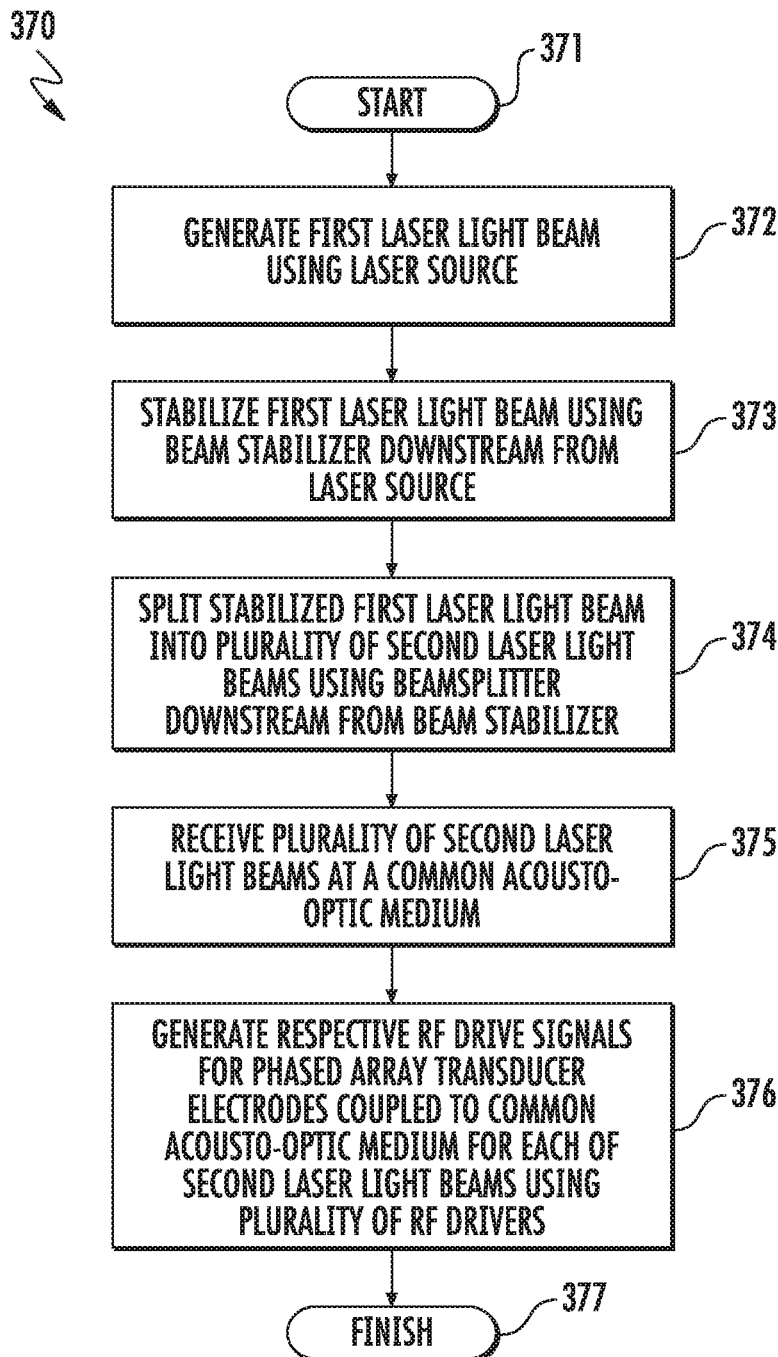 370
371
START
GENERATE FIRST LASER LIGHT BEAM
USING LASER SOURCE
372
STABILIZE FIRST LASER LIGHT BEAM USING
BEAM STABILIZER DOWNSTREAM FROM
LASER SOURCE
373
SPLIT STABILIZED FIRST LASER LIGHT BEAM
INTO PLURALITY OF SECOND LASER LIGHT
BEAMS USING BEAMSPLITTER
DOWNSTREAM FROM BEAM STABILIZER
374
RECEIVE PLURALITY OF SECOND LASER
LIGHT BEAMS AT A COMMON ACOUSTO-
OPTIC MEDIUM
375
GENERATE RESPECTIVE RF DRIVE SIGNALS
FOR PHASED ARRAY TRANSDUCER
ELECTRODES COUPLED TO COMMON
ACOUSTO-OPTIC MEDIUM FOR EACH OF
SECOND LASER LIGHT BEAMS USING
PLURALITY OF RF DRIVERS
376
377
FINISH